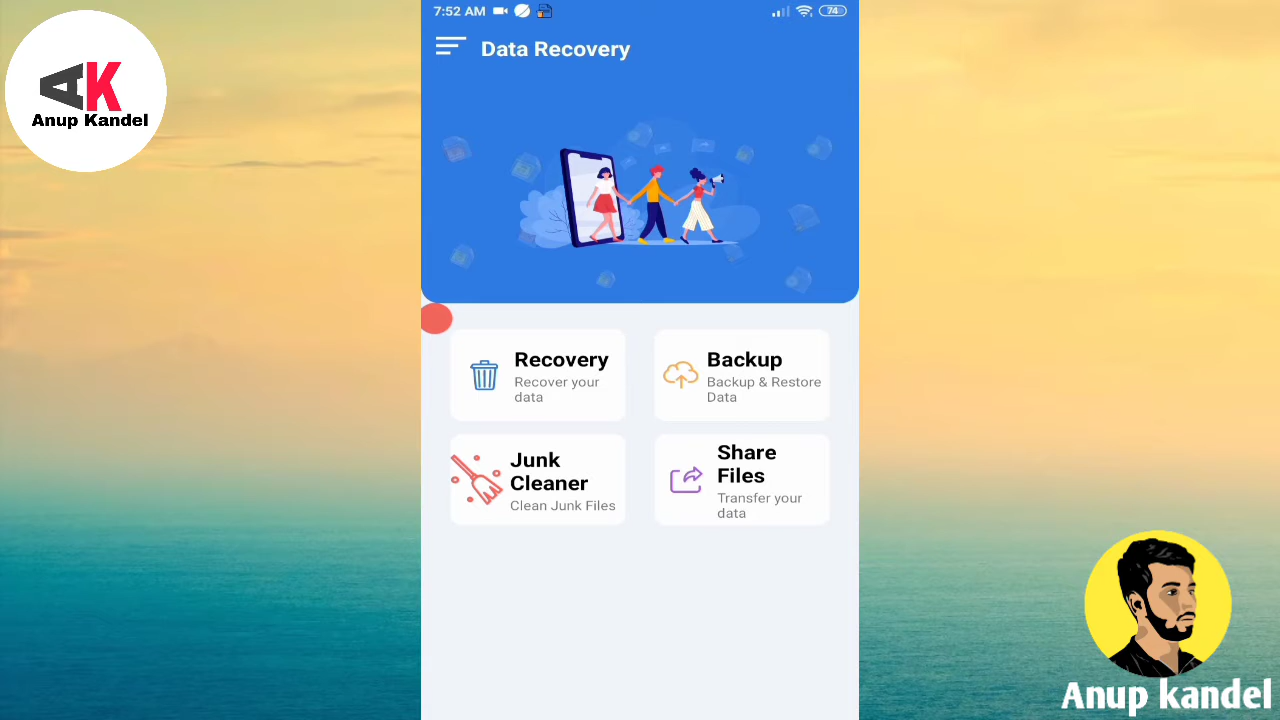 7:52 AM
74
AK
Anup Kandel
Data Recovery
Recovery
Recover your
data
Backup
Backup & Restore
Data
Junk
Cleaner
Clean Junk Files
Share
Files
Transfer your
data
Anup kandel